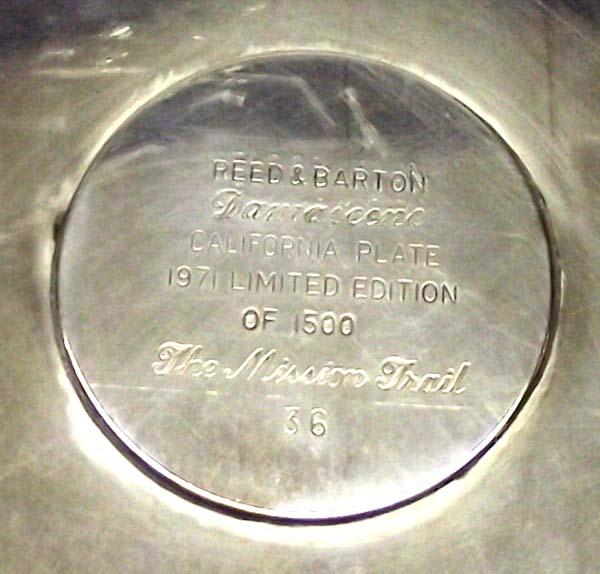 REED & BARTON
Damascene
CALIFORNIA PLATE
1971 LIMITED EDITION
OF 1500
The Mission Trail
36